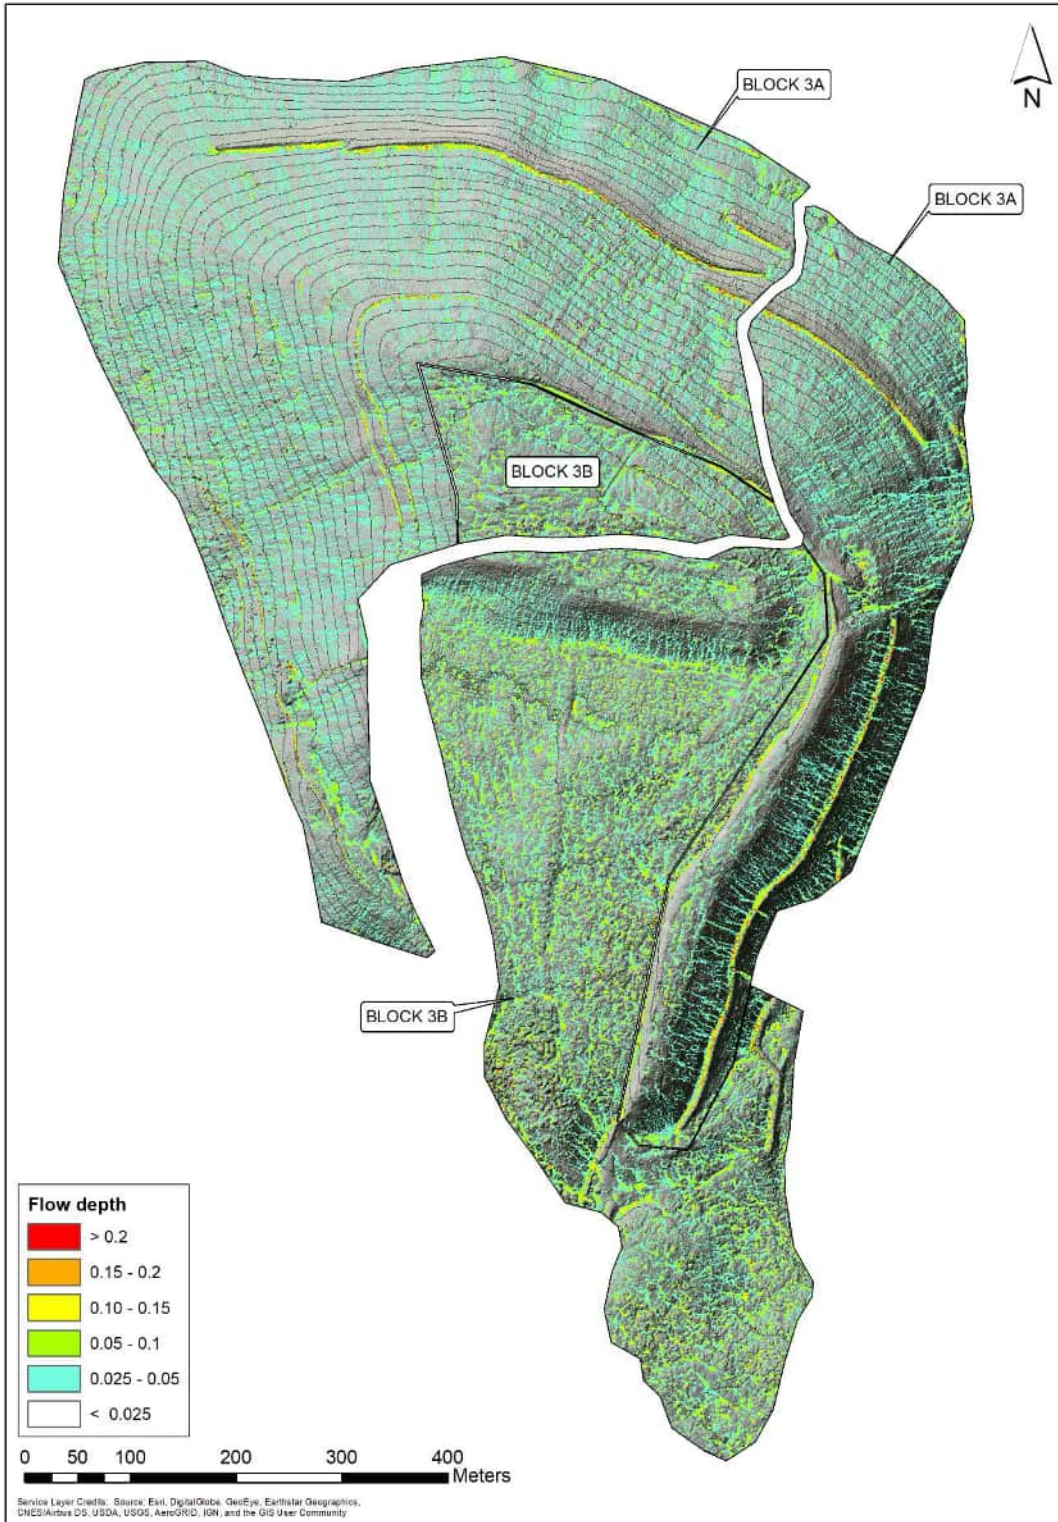 BLOCK 3A
N
BLOCK 3A
BLOCK 3B
BLOCK 3B
Flow depth
> 0.2
0.15 - 0.2
0.10 - 0.15
0.05 - 0.1
0.025 - 0.05
< 0.025
0 50 100 200 300 400
Meters
Service Layer Credits: Source: Esri, DigitalGlobe, GeoEye, Earthstar Geographics,
CNES/Airbus DS, USDA, USGS, AeroGRID, IGN, and the GIS User Community